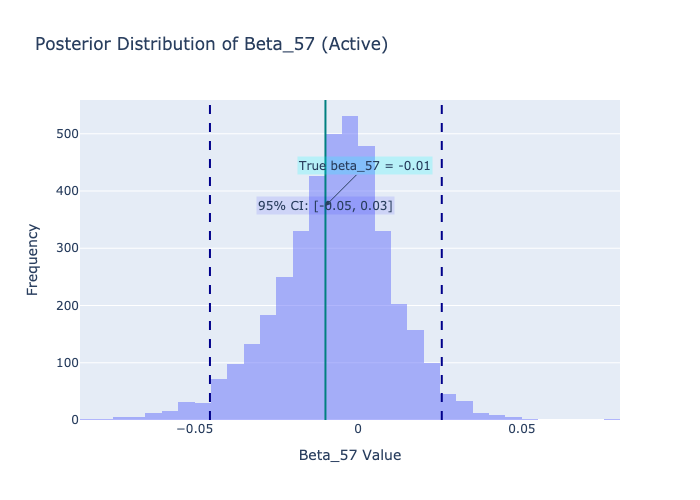 Posterior Distribution of Beta_57 (Active)
500
True beta_57 = -0.01
400
95% CI: [-0.05, 0.03]
Frequency
300
200
100
0
−0.05
0
0.05
Beta_57 Value